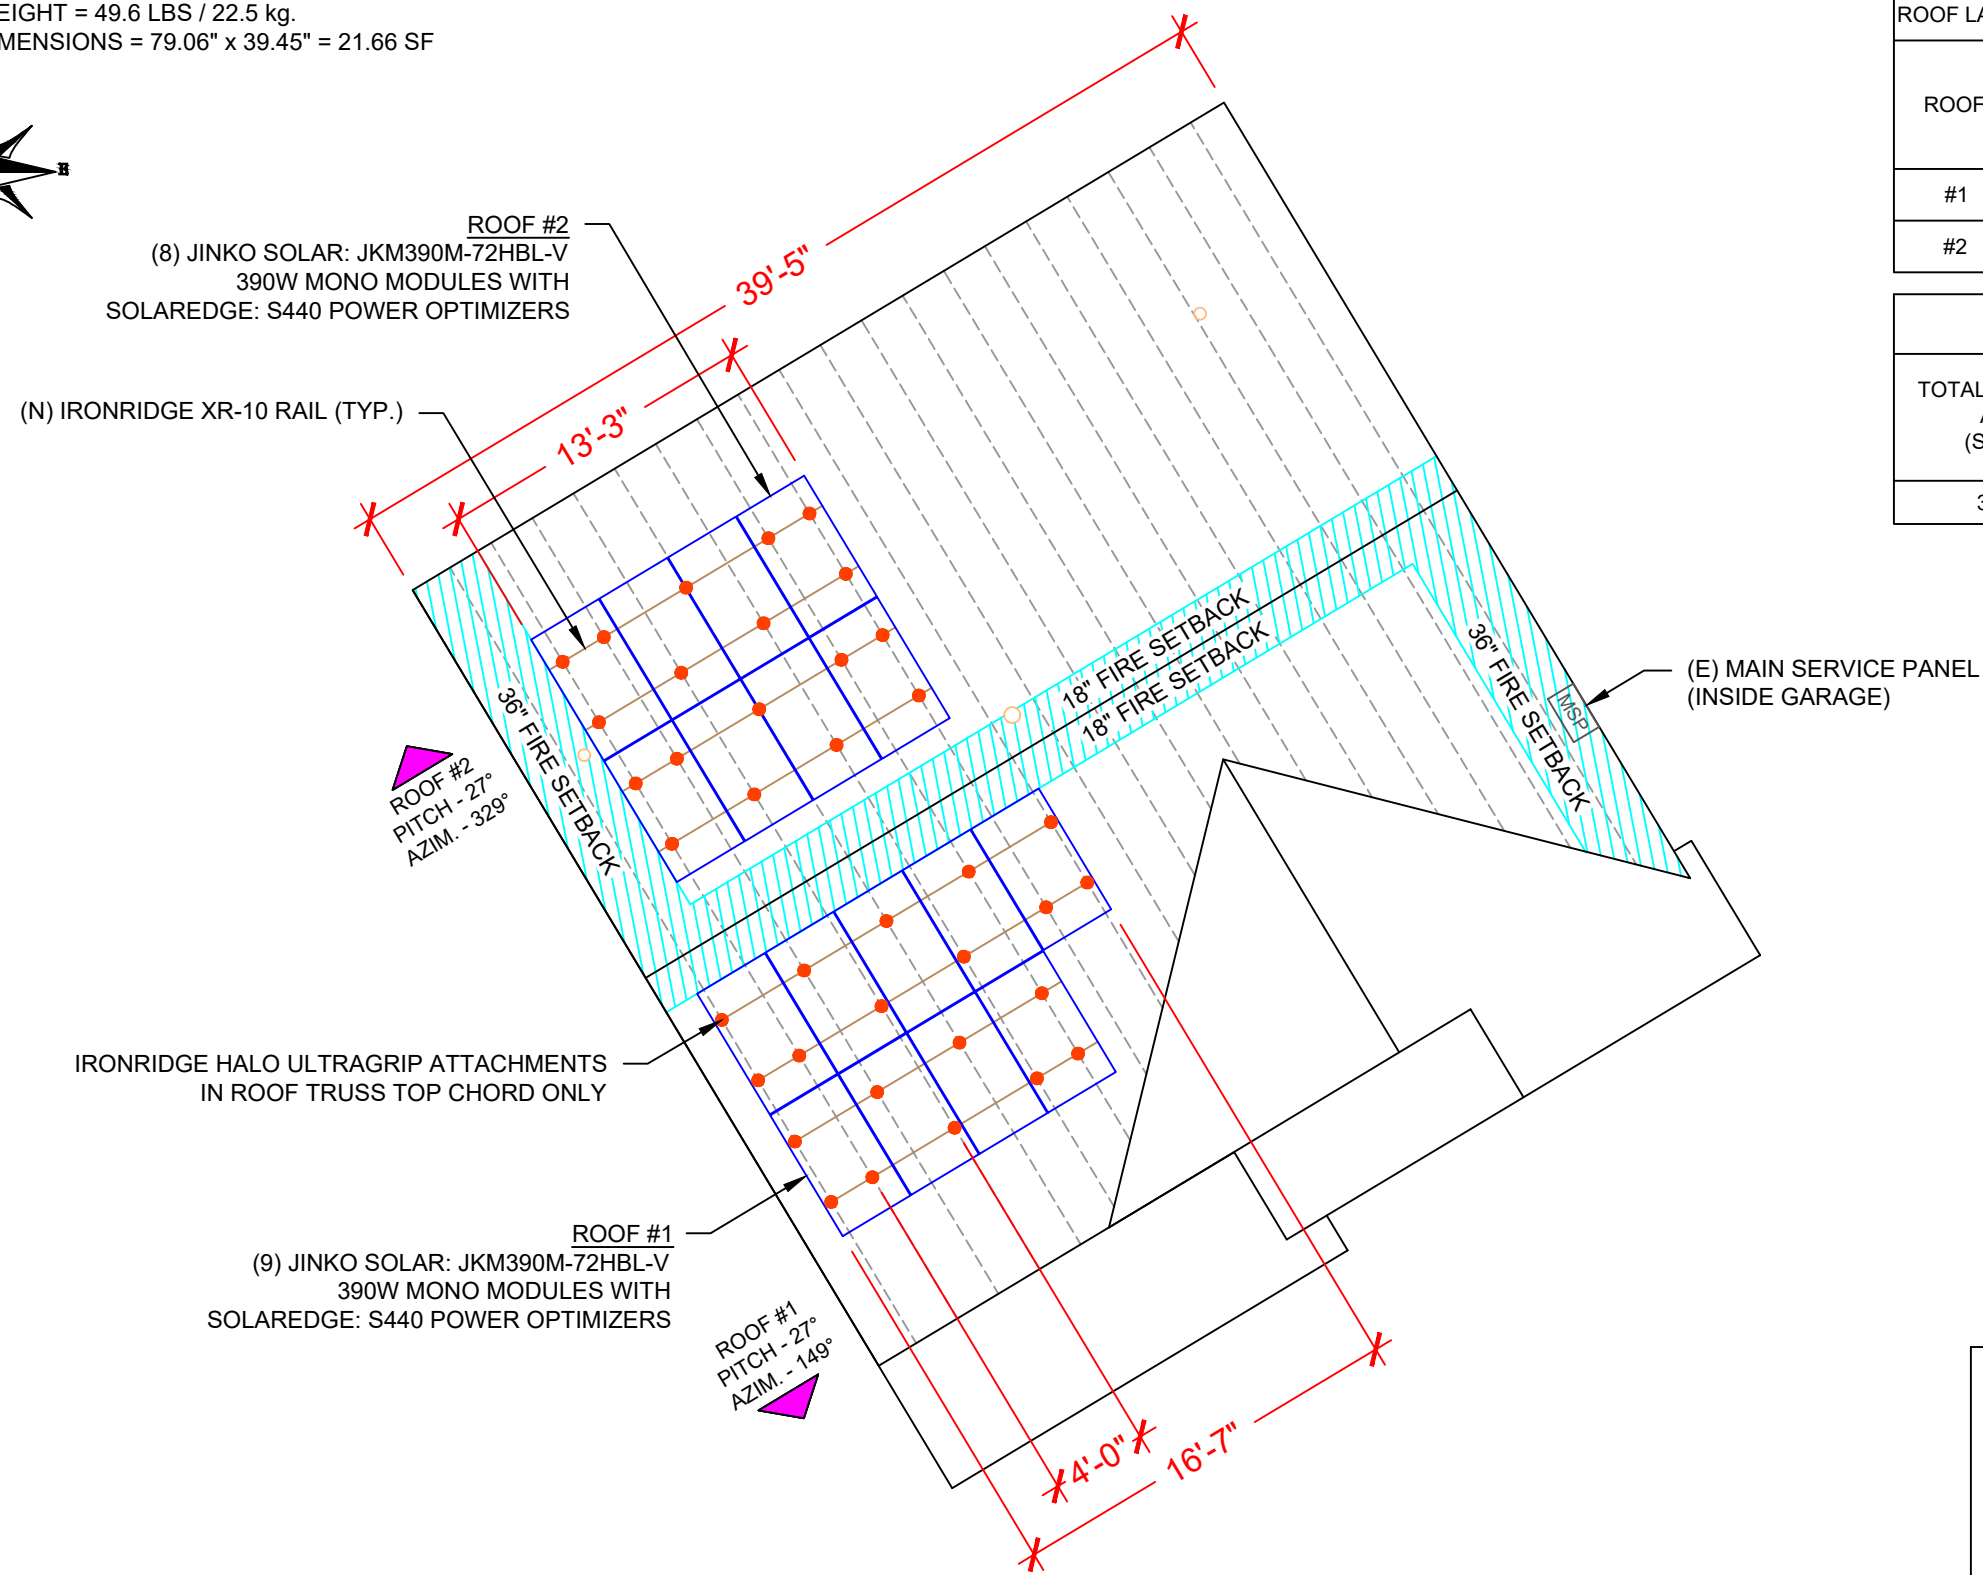 EIGHT = 49.6 LBS / 22.5 kg.
MENSIONS = 79.06" x 39.45" = 21.66 SF
ROOF #2
(8) JINKO SOLAR: JKM390M-72HBL-V
390W MONO MODULES WITH
SOLAREDGE: S440 POWER OPTIMIZERS
(N) IRONRIDGE XR-10 RAIL (TYP.)
39'-5"
13'-3"
36" FIRE SETBACK
18" FIRE SETBACK
18" FIRE SETBACK
36" FIRE SETBACK
MSP
(E) MAIN SERVICE PANEL
(INSIDE GARAGE)
ROOF #2
PITCH - 27°
AZIM. - 329°
IRONRIDGE HALO ULTRAGRIP ATTACHMENTS
IN ROOF TRUSS TOP CHORD ONLY
ROOF #1
(9) JINKO SOLAR: JKM390M-72HBL-V
390W MONO MODULES WITH
SOLAREDGE: S440 POWER OPTIMIZERS
ROOF #1
PITCH - 27°
AZIM. - 149°
4'-0"
16'-7"
ROOF LA
ROOF
#1
#2
TOTAL
A
(S
3